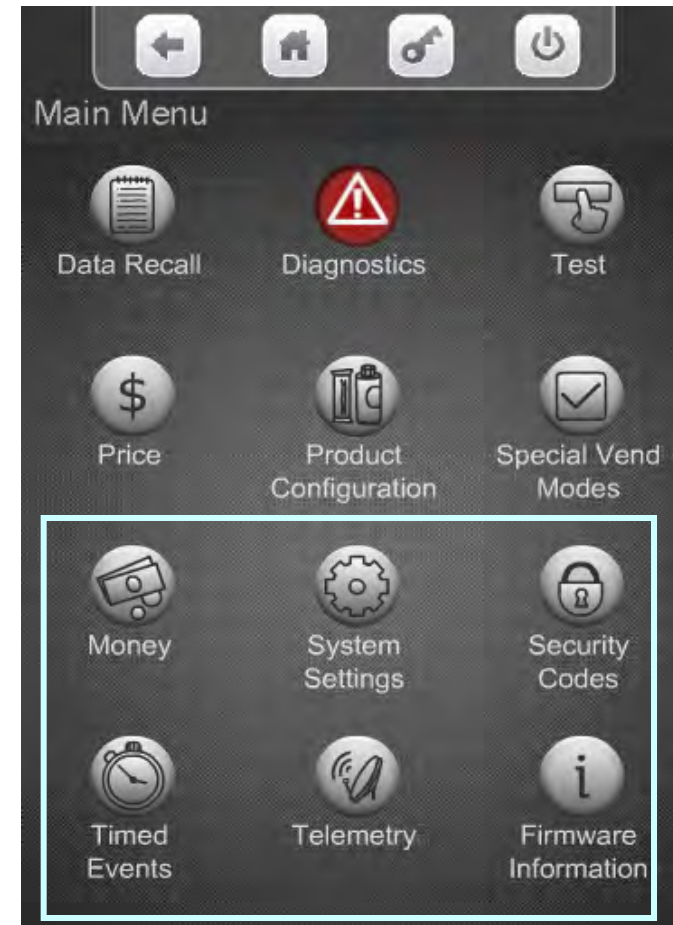 Main Menu
Data Recall
Diagnostics
Test
$
Price
Product
Configuration
Special Vend
Modes
Money
System
Settings
Security
Codes
Timed
Events
Telemetry
i
Firmware
Information